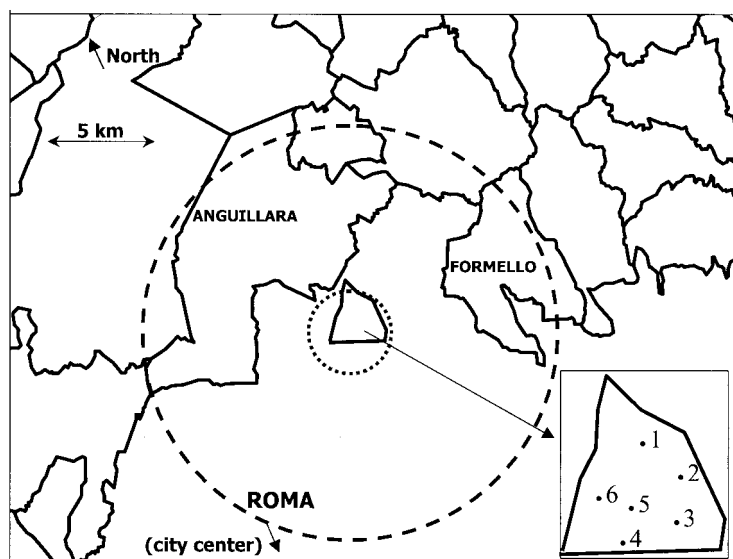 North
5 km
ANGUILLARA
FORMELLO
ROMA
(city center)
1
2
6
5
3
4